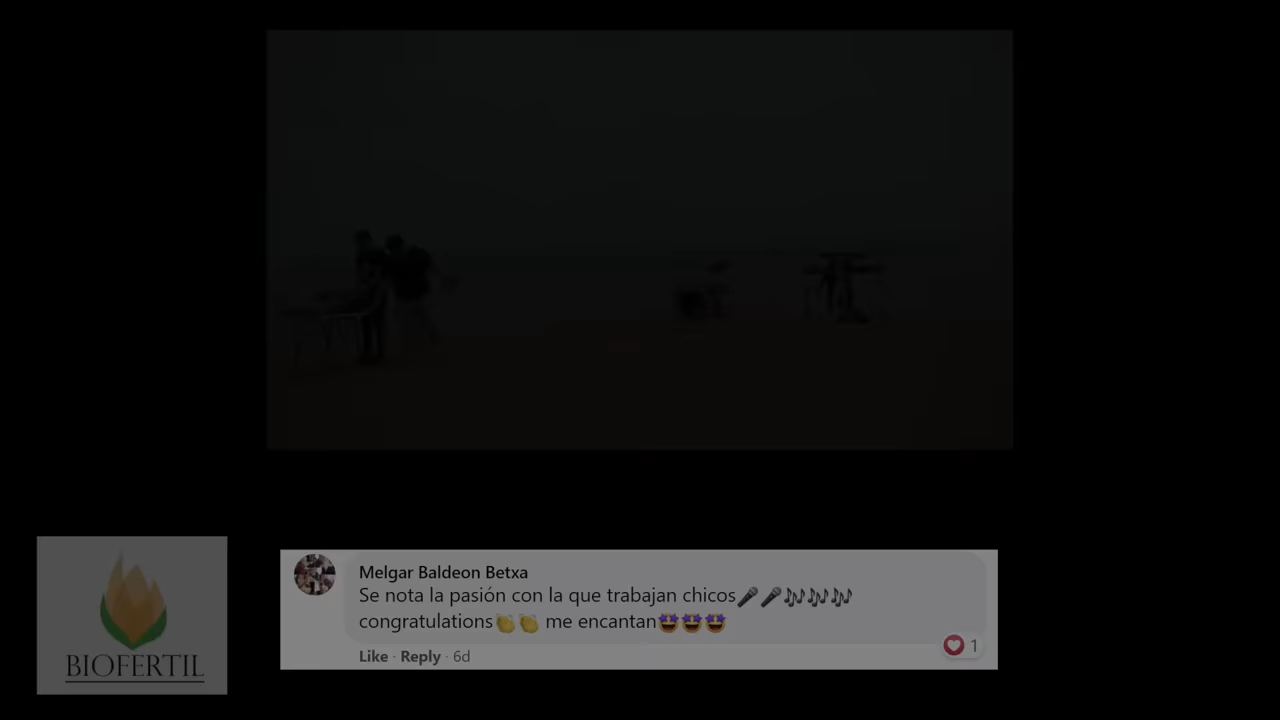 Melgar Baldeon Betxa
Se nota la pasión con la que trabajan chicos🎤🎤🎶🎶🎶
congratulations👏👏 me encantan🤩🤩🤩
Like · Reply · 6d
1
BIOFERTIL